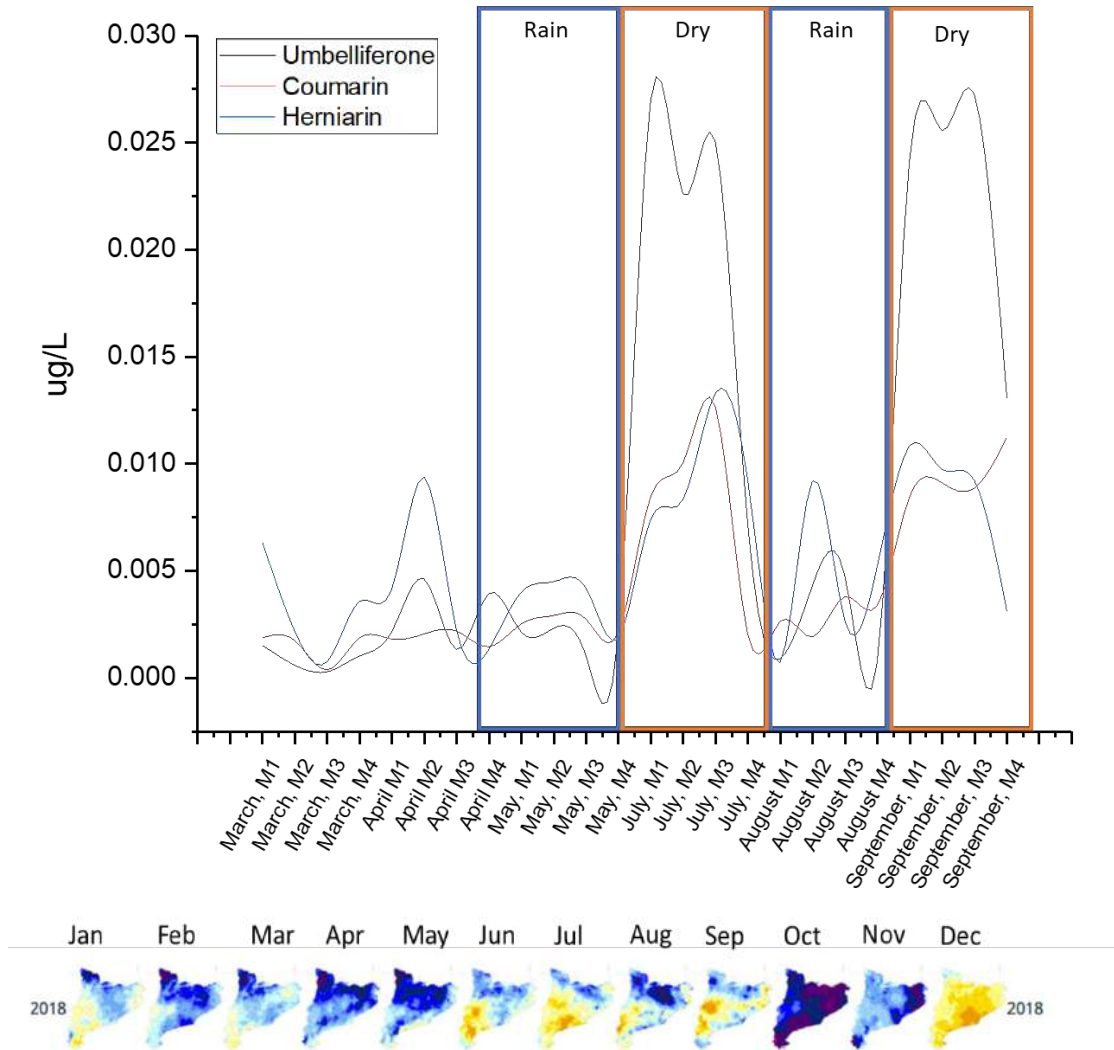 Rain
Dry
Rain
Dry
Umbelliferone
Coumarin
Herniarin
0.030
0.025
0.020
0.015
0.010
0.005
0.000
ug/L
March, M1
March, M2
March, M3
March, M4
April M1
April M2
April M3
April M4
May, M1
May, M2
May, M3
May, M4
July, M1
July, M2
July, M3
July, M4
August M1
August M2
August M3
August M4
September, M1
September, M2
September, M3
September, M4
Jan Feb Mar Apr May Jun Jul Aug Sep Oct Nov Dec
2018 2018